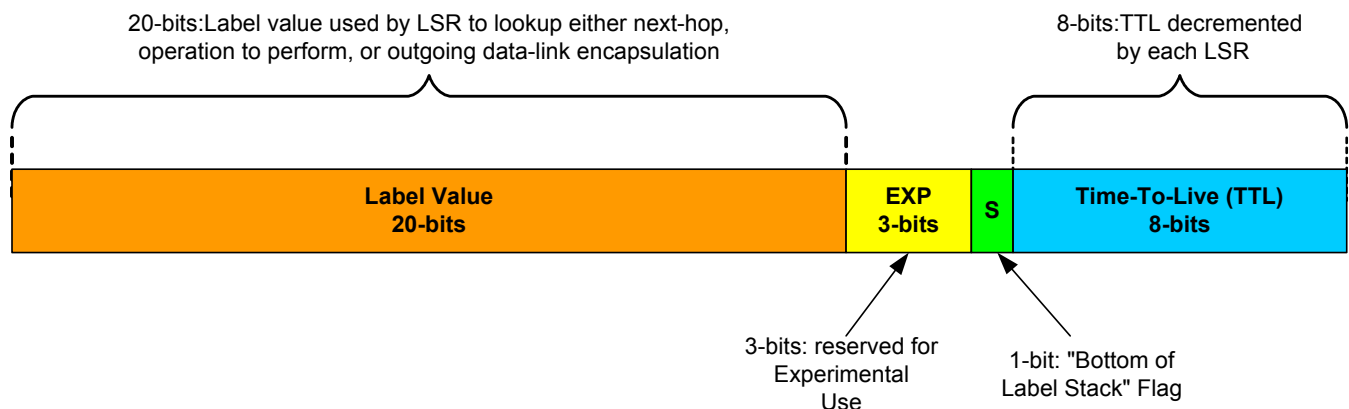 20-bits:Label value used by LSR to lookup either next-hop,
operation to perform, or outgoing data-link encapsulation
8-bits:TTL decremented
by each LSR
Label Value
20-bits
EXP
3-bits
S
Time-To-Live (TTL)
8-bits
3-bits: reserved for
Experimental
Use
1-bit: "Bottom of
Label Stack" Flag